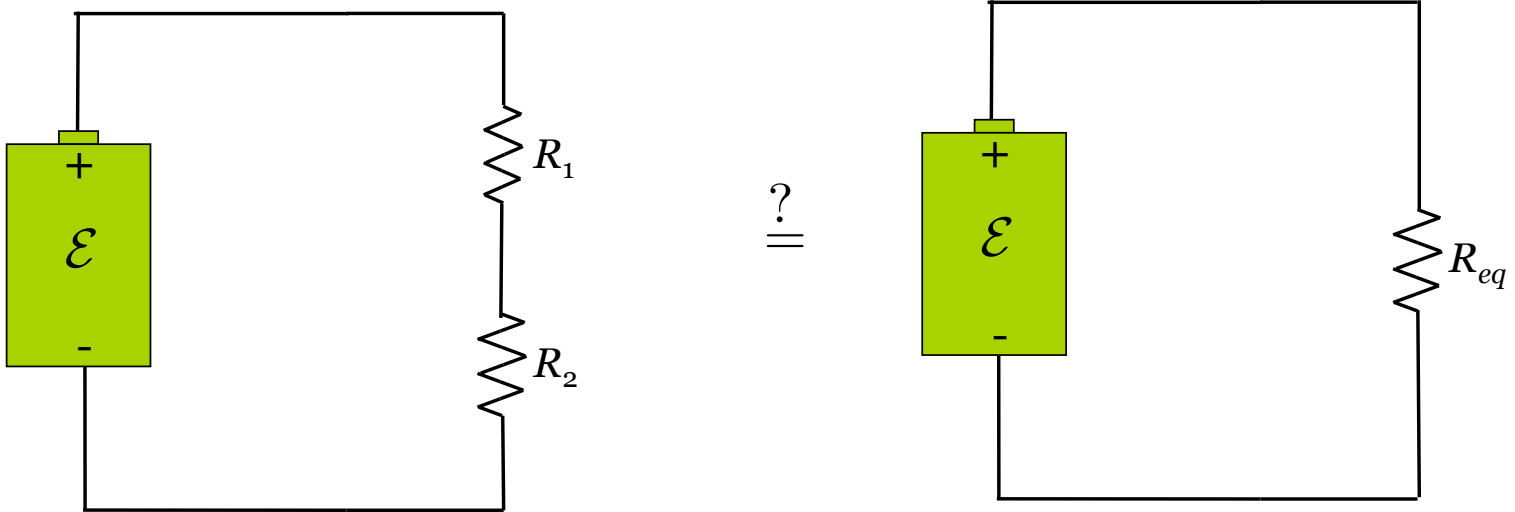 +
ℰ
-
R₁
R₂
?
=
+
ℰ
-
R_eq